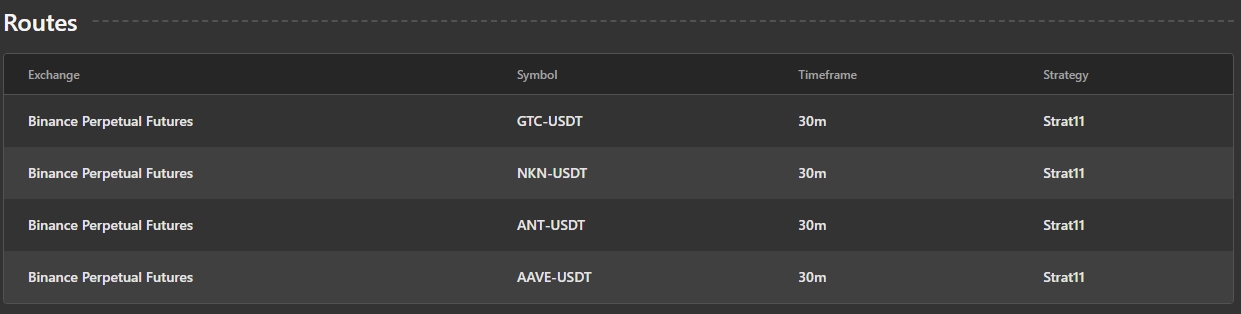 Routes
Exchange Symbol Timeframe Strategy
Binance Perpetual Futures GTC-USDT 30m Strat11
Binance Perpetual Futures NKN-USDT 30m Strat11
Binance Perpetual Futures ANT-USDT 30m Strat11
Binance Perpetual Futures AAVE-USDT 30m Strat11